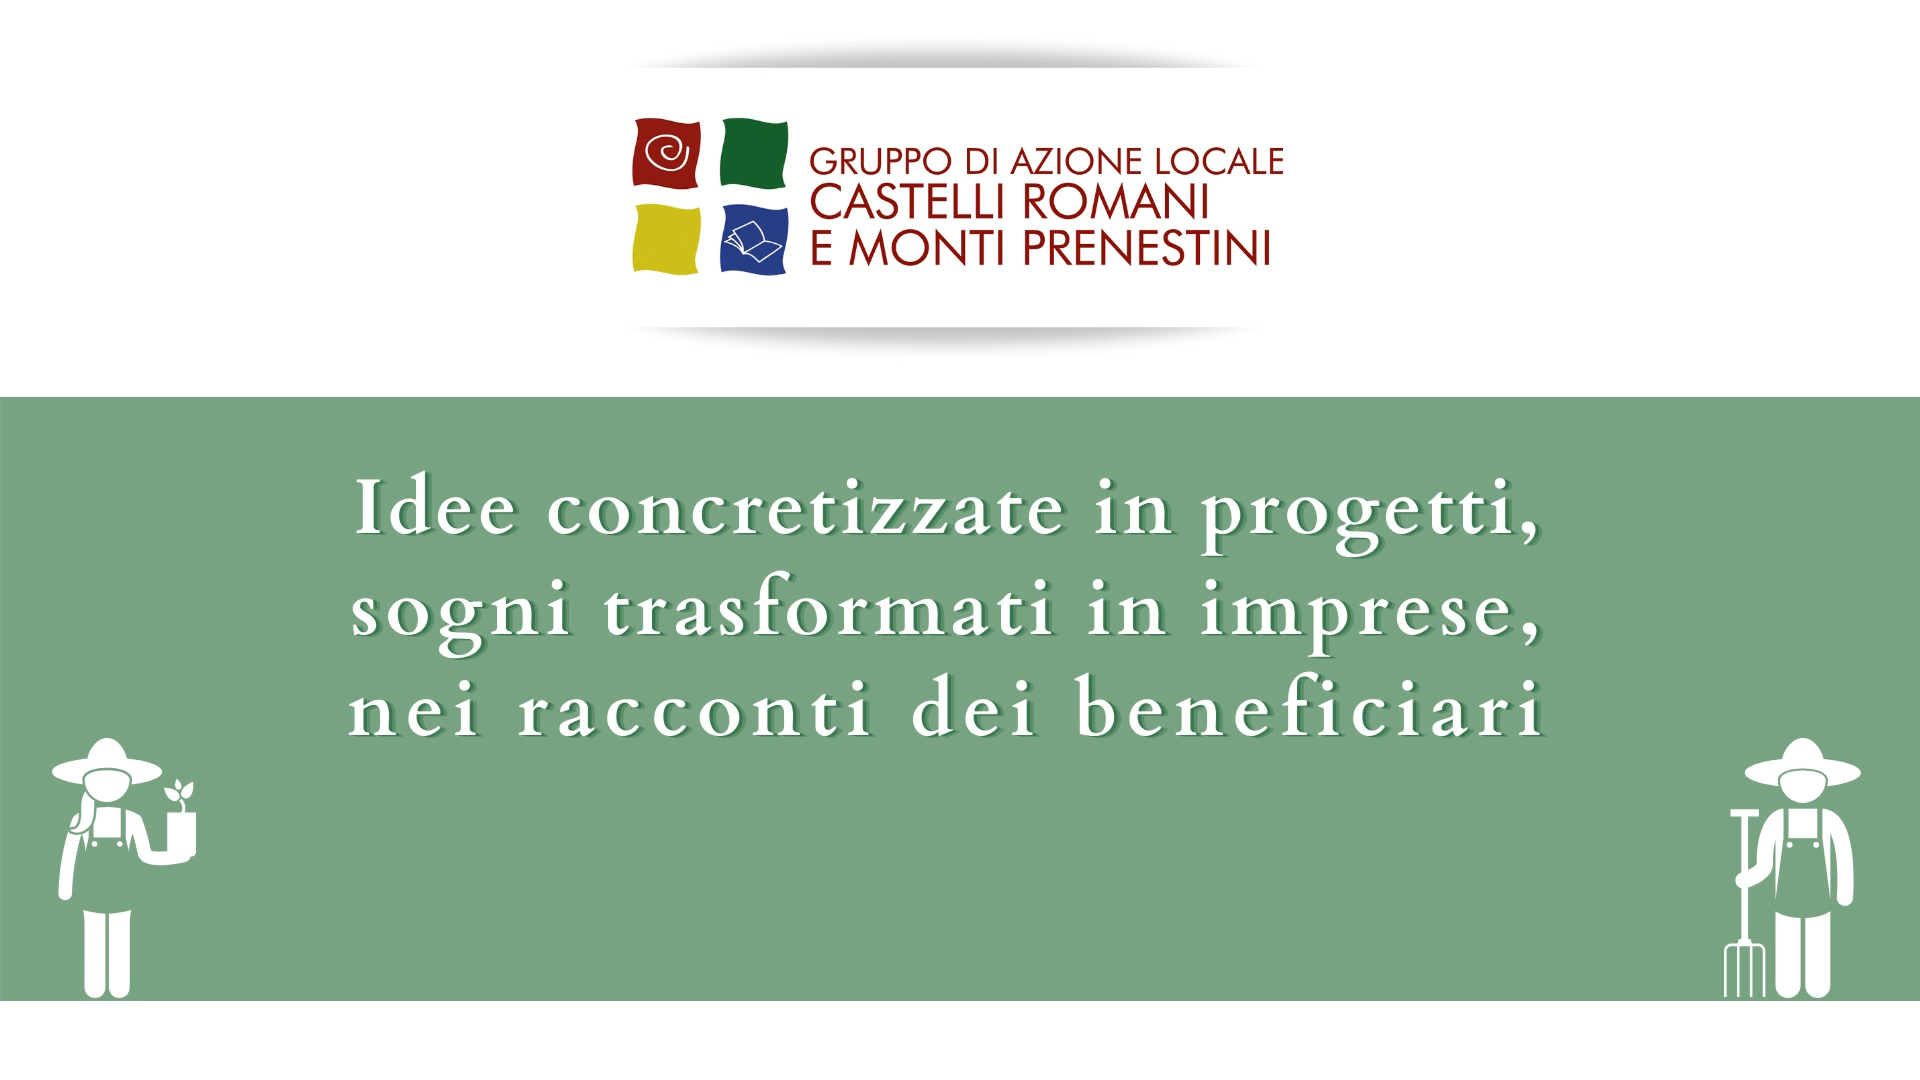 GRUPPO DI AZIONE LOCALE
CASTELLI ROMANI
E MONTI PRENESTINI
Idee concretizzate in progetti,
sogni trasformati in imprese,
nei racconti dei beneficiari